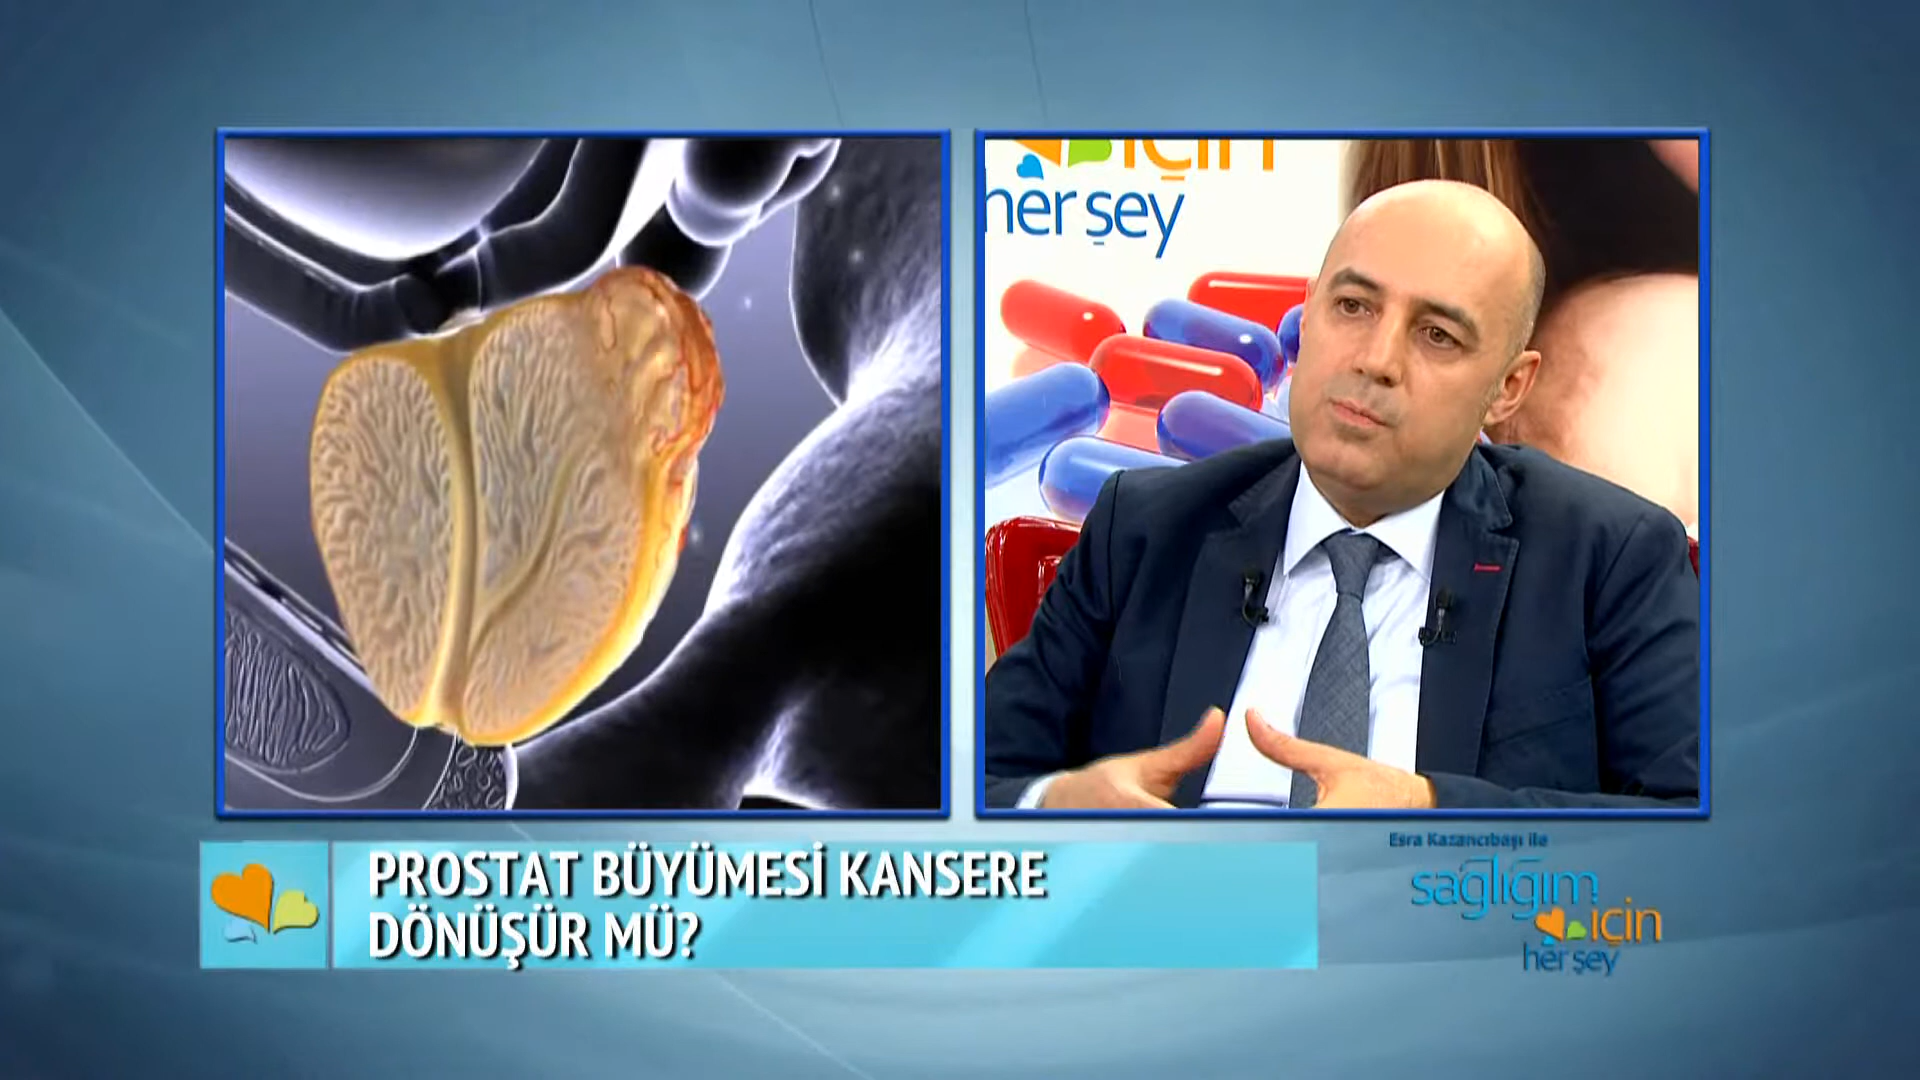 için
her şey
PROSTAT BÜYÜMESİ KANSERE
DÖNÜŞÜR MÜ?
Esra Kazancıbaşı ile
sağlığım
için
her şey